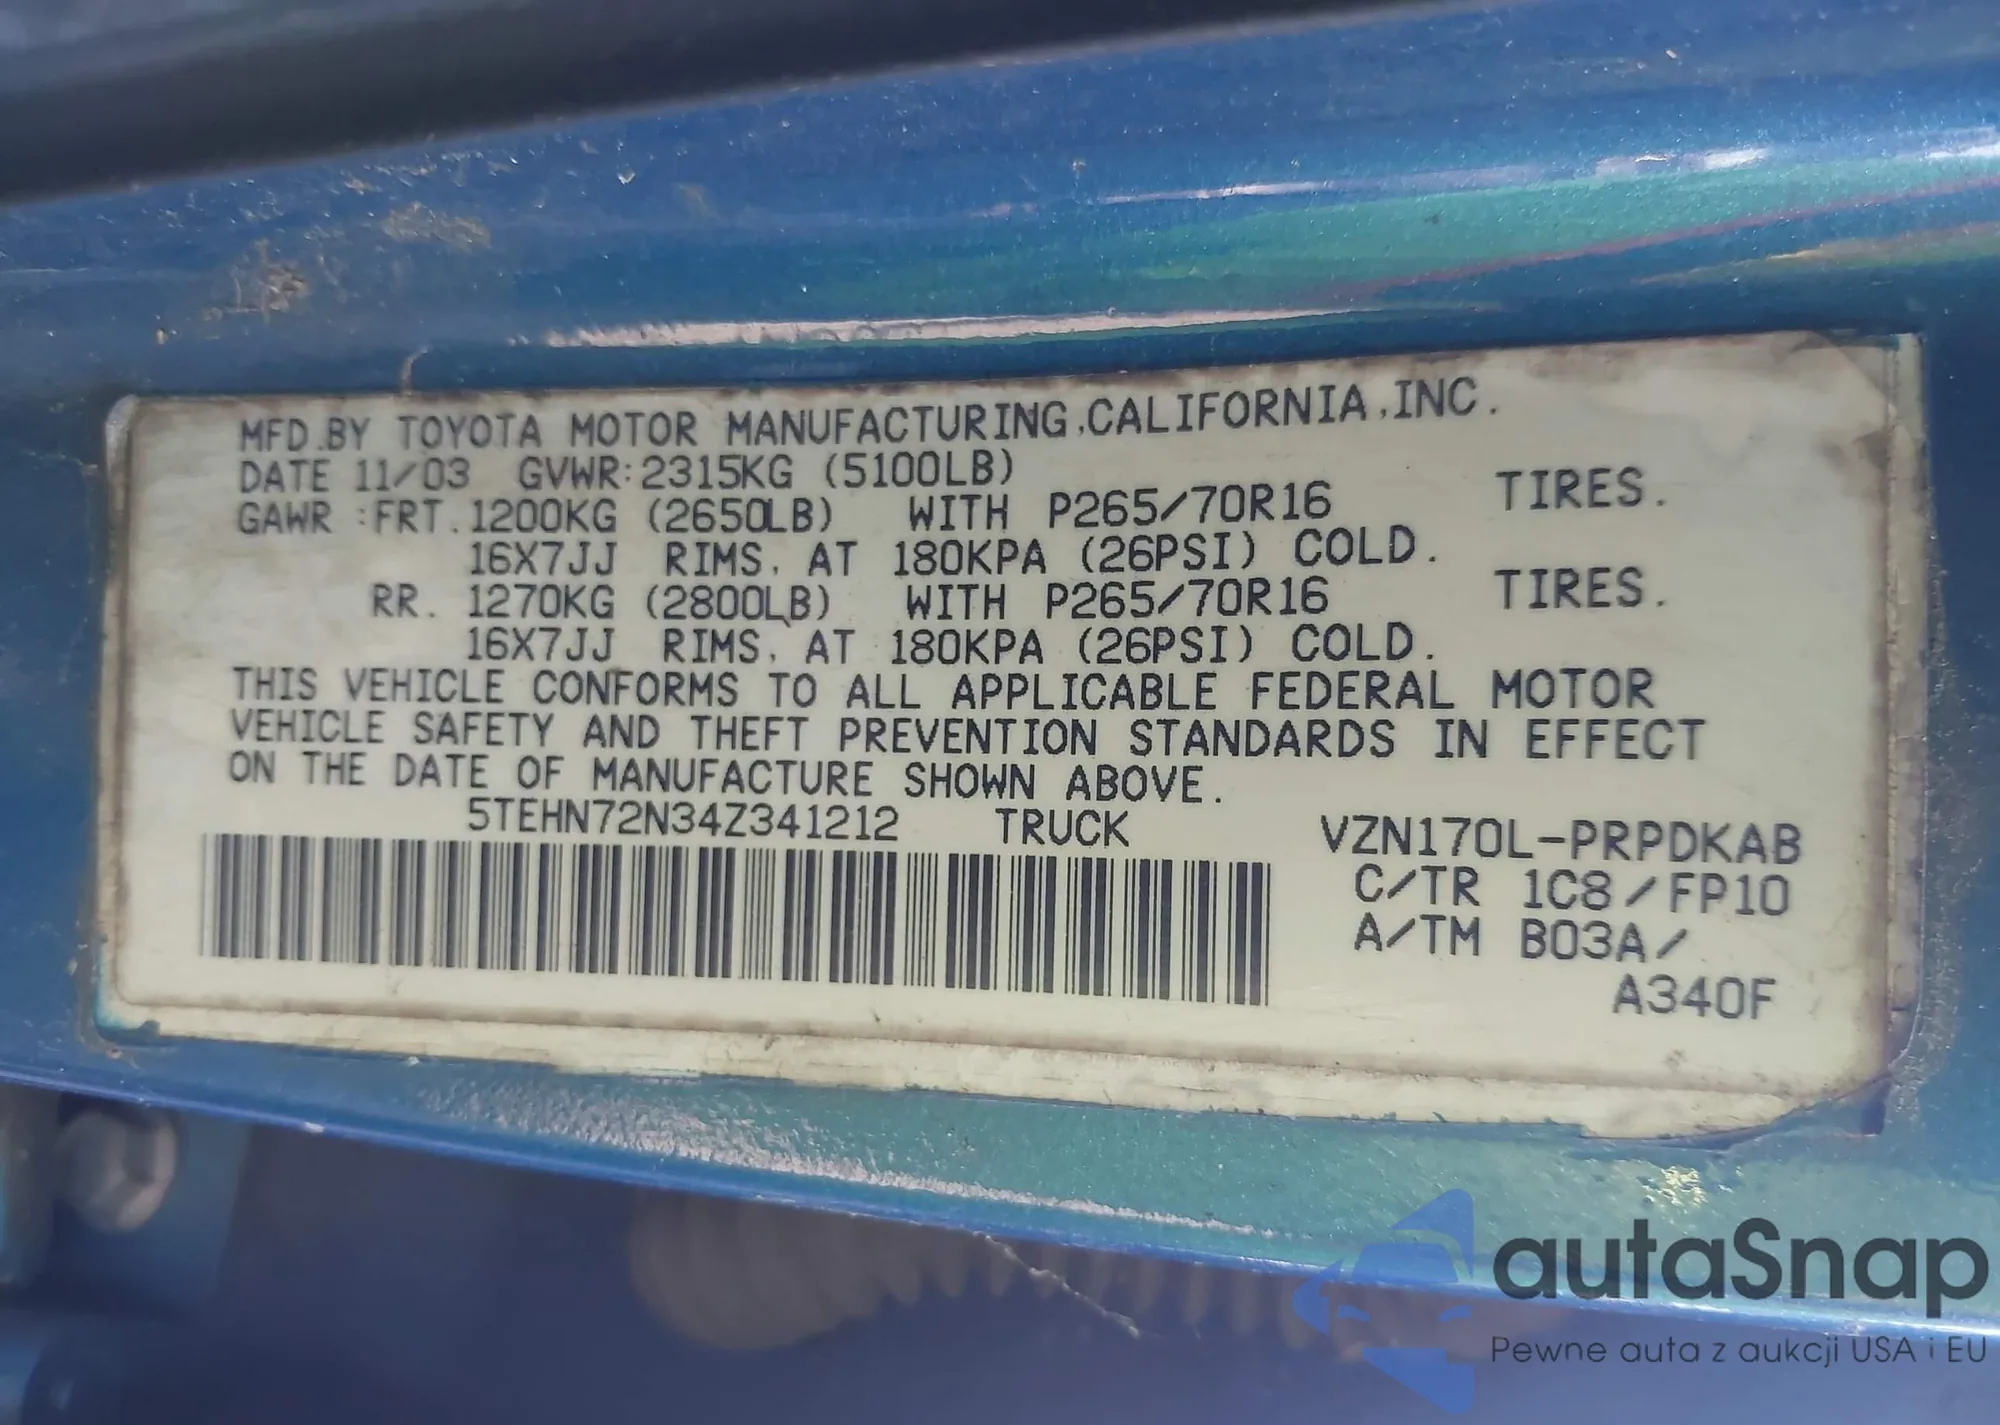 MFD.BY TOYOTA MOTOR MANUFACTURING,CALIFORNIA,INC.
DATE 11/03 GVWR:2315KG (5100LB)
GAWR :FRT. 1200KG (2650LB) WITH P265/70R16 TIRES.
16X7JJ RIMS, AT 180KPA (26PSI) COLD.
RR. 1270KG (2800LB) WITH P265/70R16 TIRES.
16X7JJ RIMS, AT 180KPA (26PSI) COLD.
THIS VEHICLE CONFORMS TO ALL APPLICABLE FEDERAL MOTOR
VEHICLE SAFETY AND THEFT PREVENTION STANDARDS IN EFFECT
ON THE DATE OF MANUFACTURE SHOWN ABOVE.
5TEHN72N34Z341212 TRUCK VZN170L-PRPDKAB
C/TR 1C8/FP10
A/TM B03A/
A340F
autaSnap
Pewne auta z aukcji USA i EU